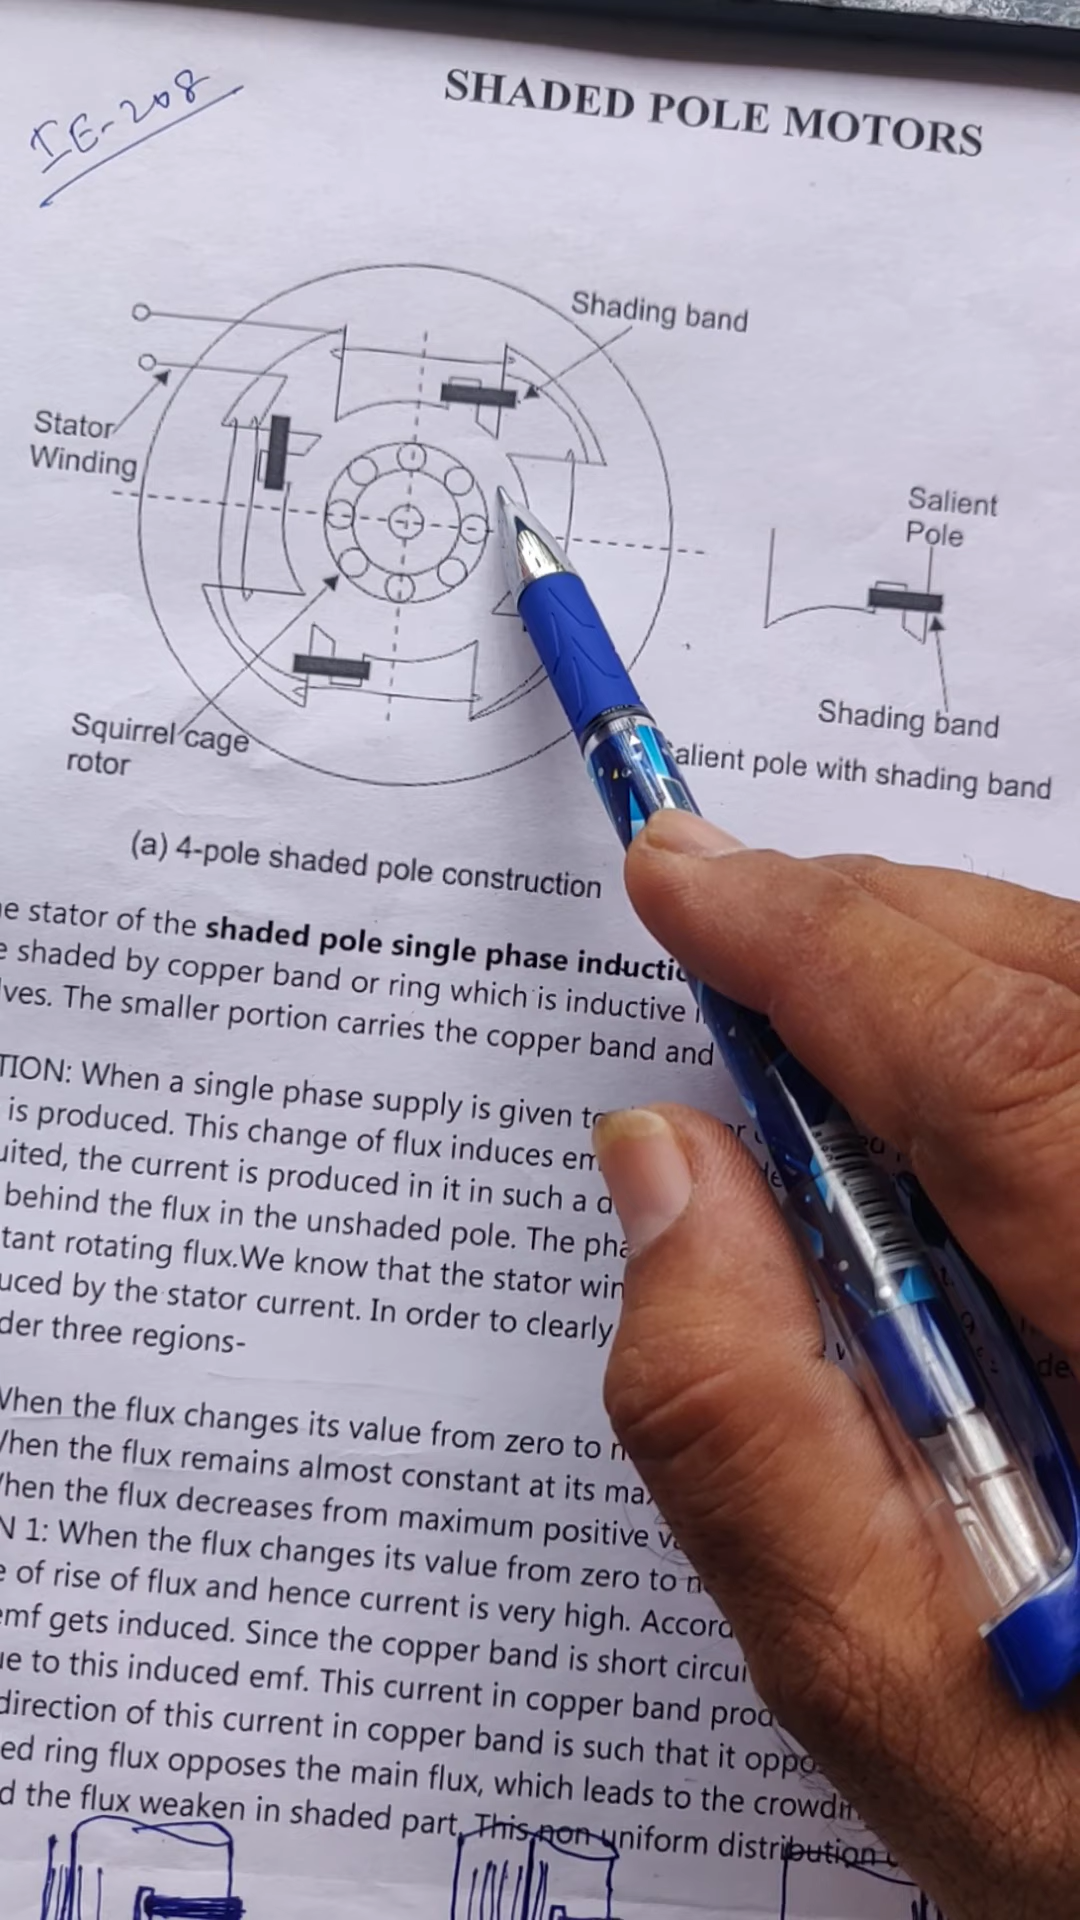 IE-208
SHADED POLE MOTORS
Shading band
Stator
Winding
Salient
Pole
Shading band
Squirrel cage
rotor
alient pole with shading band
(a) 4-pole shaded pole construction
e stator of the shaded pole single phase inducti
e shaded by copper band or ring which is inductive
lves. The smaller portion carries the copper band and
TION: When a single phase supply is given to
is produced. This change of flux induces em
uited, the current is produced in it in such a d
behind the flux in the unshaded pole. The pha
tant rotating flux.We know that the stator win
uced by the stator current. In order to clearly
der three regions-
When the flux changes its value from zero to
When the flux remains almost constant at its max
When the flux decreases from maximum positive v
N 1: When the flux changes its value from zero to
e of rise of flux and hence current is very high. Accord
emf gets induced. Since the copper band is short circui
ue to this induced emf. This current in copper band prod
direction of this current in copper band is such that it oppo
ed ring flux opposes the main flux, which leads to the crowdin
d the flux weaken in shaded part. This non uniform distribution